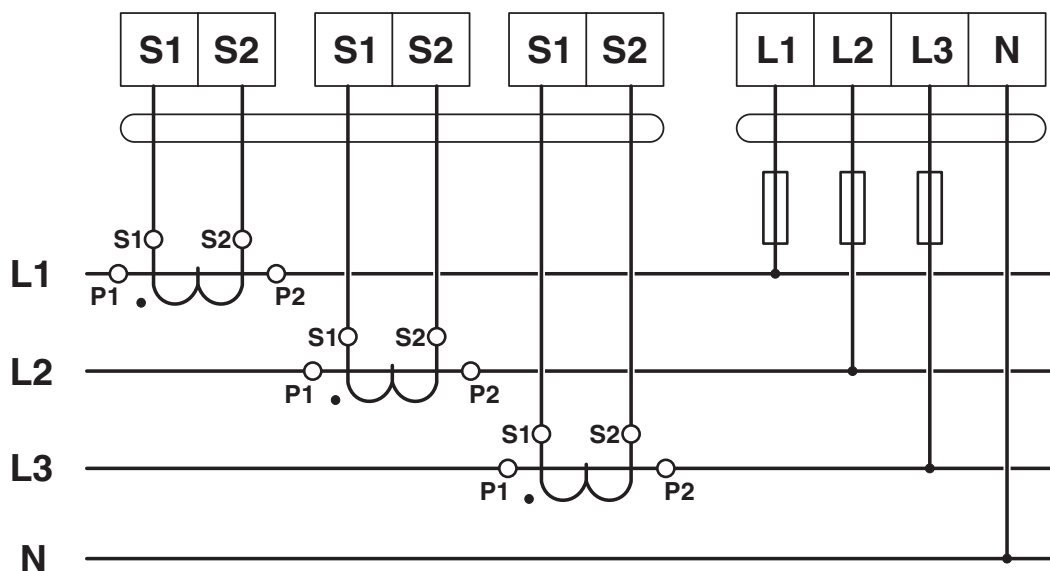 S1 S2 S1 S2 S1 S2 L1 L2 L3 N
S1 S2
L1
P1 P2
S1 S2
L2
P1 P2
S1 S2
L3
P1 P2
N